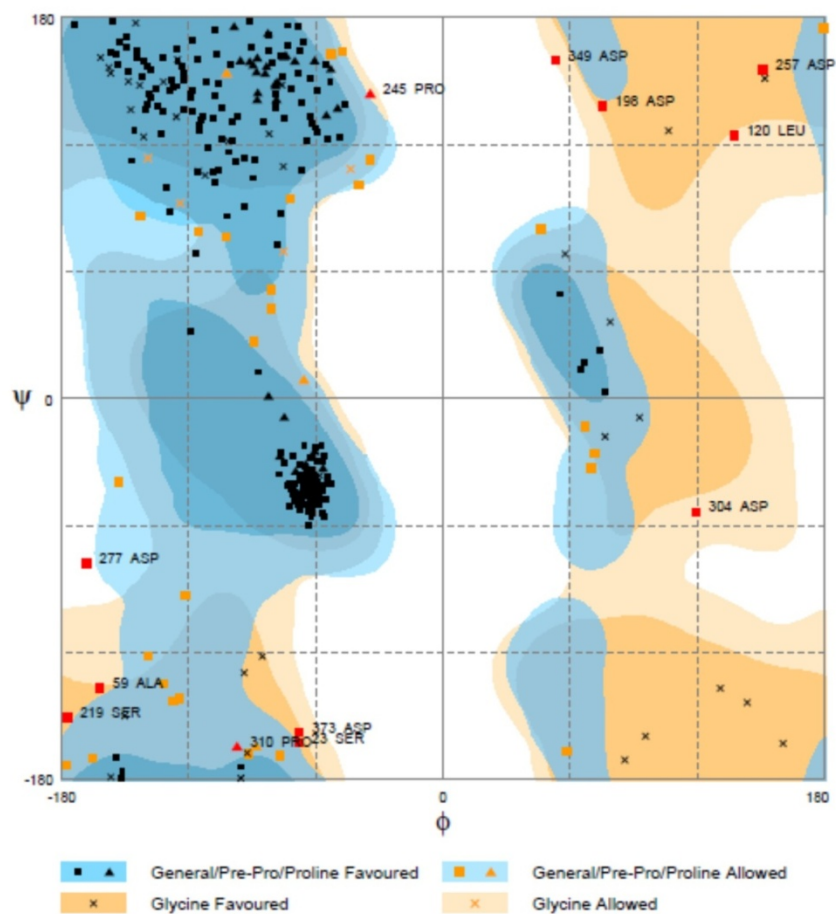 180
349 ASP
257 ASP
245 PRO
198 ASP
120 LEU
Ψ 0
304 ASP
277 ASP
59 ALA
219 SER
373 ASP
310 PRO
23 SER
-180
-180 0 180
ϕ
General/Pre-Pro/Proline Favoured General/Pre-Pro/Proline Allowed
Glycine Favoured Glycine Allowed